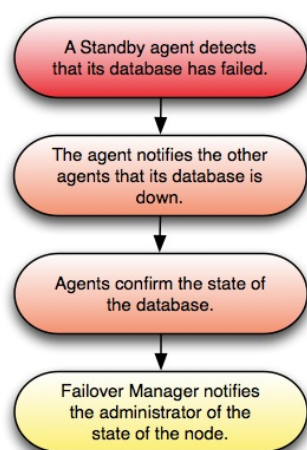 A Standby agent detects
that its database has failed.
The agent notifies the other
agents that its database is
down.
Agents confirm the state of
the database.
Failover Manager notifies
the administrator of the
state of the node.